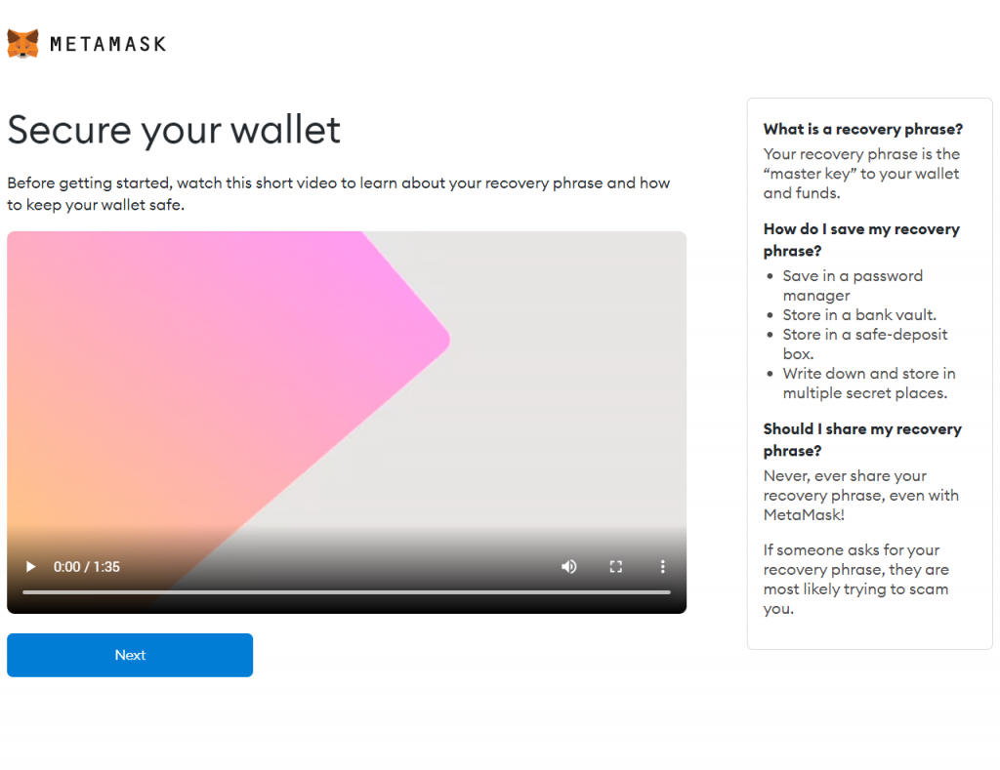 METAMASK
Secure your wallet
Before getting started, watch this short video to learn about your recovery phrase and how
to keep your wallet safe.
0:00 / 1:35
Next
What is a recovery phrase?
Your recovery phrase is the
“master key” to your wallet
and funds.
How do I save my recovery
phrase?
• Save in a password
manager
• Store in a bank vault.
• Store in a safe-deposit
box.
• Write down and store in
multiple secret places.
Should I share my recovery
phrase?
Never, ever share your
recovery phrase, even with
MetaMask!
If someone asks for your
recovery phrase, they are
most likely trying to scam
you.